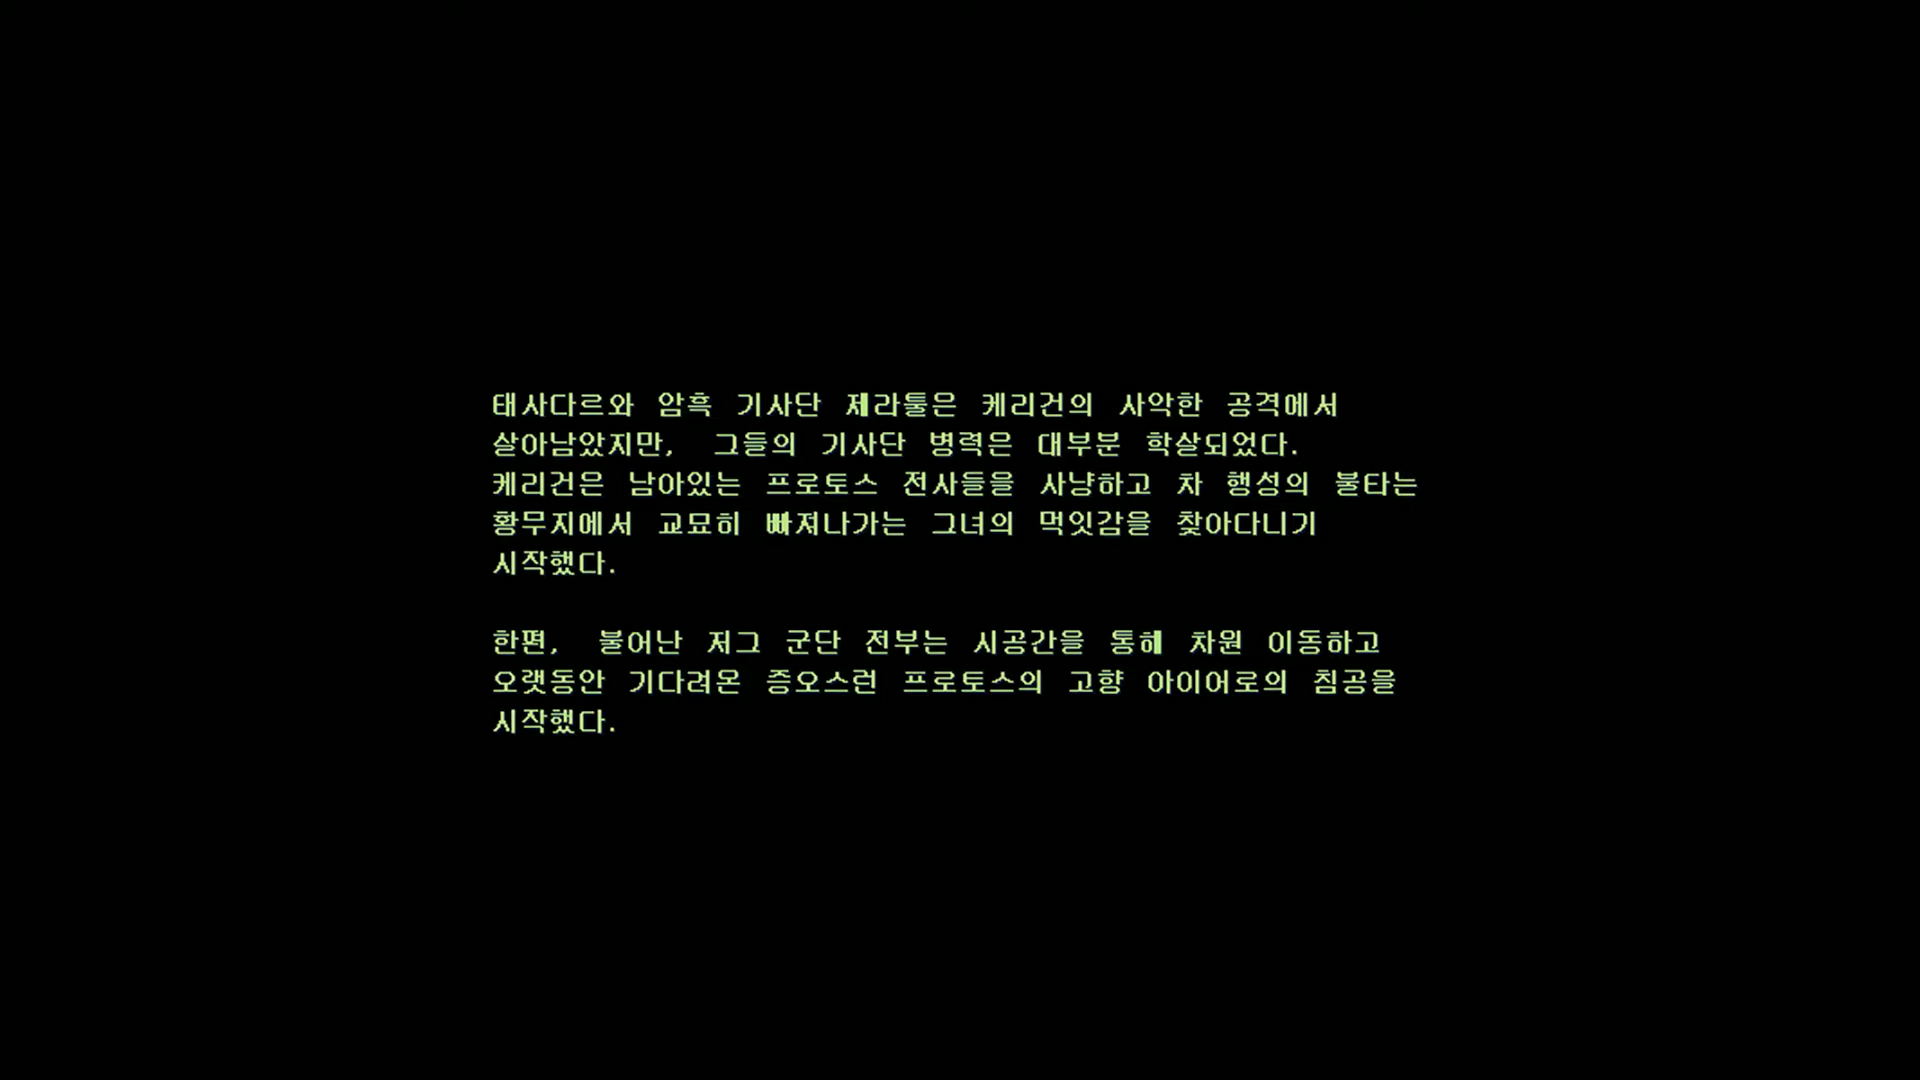 태사다르와 암흑 기사단 제라툴은 케리건의 사악한 공격에서
살아남았지만, 그들의 기사단 병력은 대부분 학살되었다.
케리건은 남아있는 프로토스 전사들을 사냥하고 차 행성의 불타는
황무지에서 교묘히 빠져나가는 그녀의 먹잇감을 찾아다니기
시작했다.
한편, 불어난 저그 군단 전부는 시공간을 통해 차원 이동하고
오랫동안 기다려몬 증오스런 프로토스의 고향 아이어로의 침공을
시작했다.